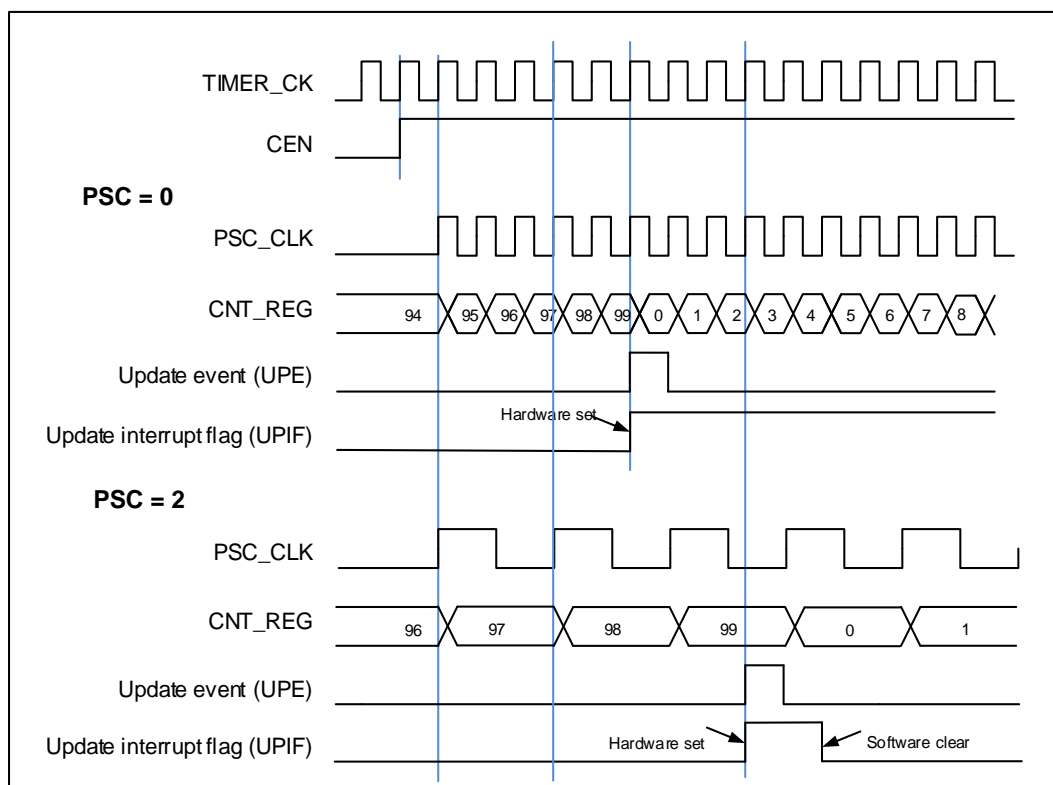 TIMER_CK
CEN
PSC = 0
PSC_CLK
CNT_REG 94 95 96 97 98 99 0 1 2 3 4 5 6 7 8
Update event (UPE)
Hardware set
Update interrupt flag (UPIF)
PSC = 2
PSC_CLK
CNT_REG 96 97 98 99 0 1
Update event (UPE)
Update interrupt flag (UPIF) Hardware set Software clear